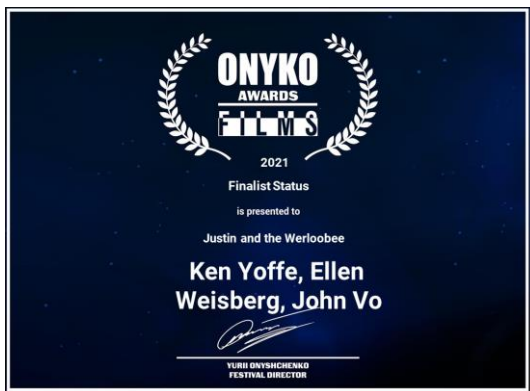 ONYKO
AWARDS
FILMS
2021
Finalist Status
is presented to
Justin and the Werloobee
Ken Yoffe, Ellen
Weisberg, John Vo
YURII ONYSHCHENKO
FESTIVAL DIRECTOR